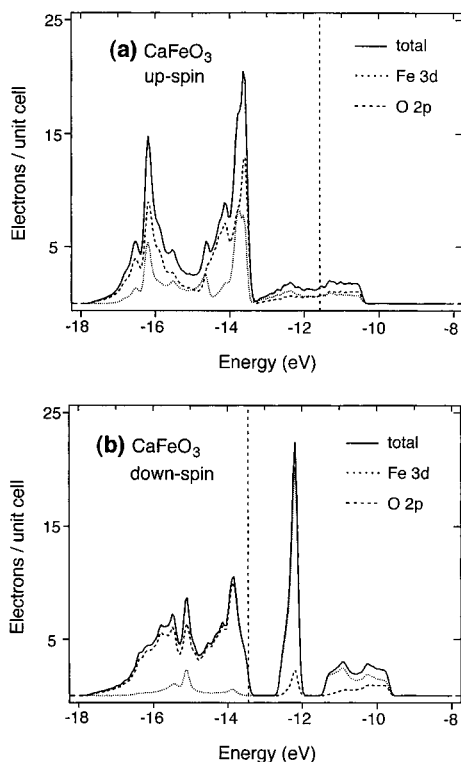 25
15
5
(a) CaFeO3
up-spin
total
Fe 3d
O 2p
Electrons / unit cell
-18 -16 -14 -12 -10 -8
Energy (eV)
25
15
5
(b) CaFeO3
down-spin
total
Fe 3d
O 2p
Electrons / unit cell
-18 -16 -14 -12 -10 -8
Energy (eV)